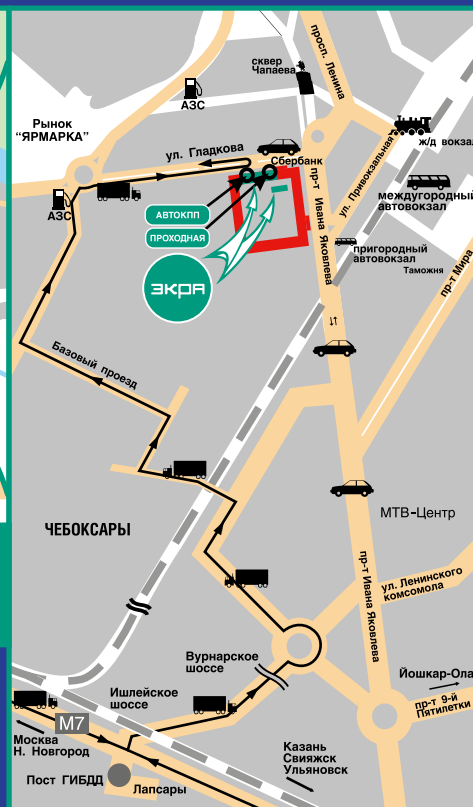 сквер
Чапаева
просп. Ленина
АЗС
Рынок
"ЯРМАРКА"
ул. Гладкова
Сбербанк
ж/д вокзал
ул. Привокзальная
междугородный
автовокзал
АЗС
АВТОКПП
ПРОХОДНАЯ
пр-т Ивана Яковлева
пригородный
автовокзал
Таможня
пр-т Мира
ЭКРА
Базовый проезд
МТВ-Центр
ЧЕБОКСАРЫ
пр-т Ивана Яковлева
ул. Ленинского
комсомола
Вурнарское
шоссе
Йошкар-Ола
Ишлейское
шоссе
пр-т 9-й
Пятилетки
М7
Москва
Н. Новгород
Казань
Свияжск
Ульяновск
Пост ГИБДД
Лапсары